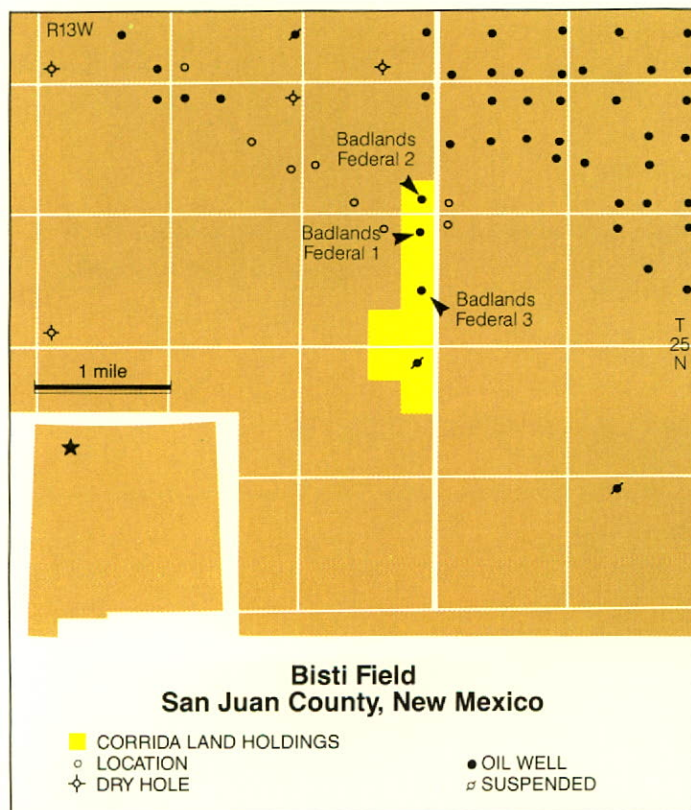 R13W
Badlands
Federal 2
Badlands
Federal 1
Badlands
Federal 3
T
25
N
1 mile
Bisti Field
San Juan County, New Mexico
CORRIDA LAND HOLDINGS
LOCATION
DRY HOLE
OIL WELL
SUSPENDED